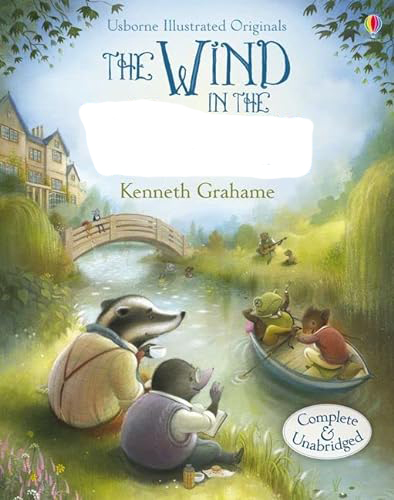 Usborne Illustrated Originals
THE WIND
IN THE
Kenneth Grahame
Complete
&
Unabridged